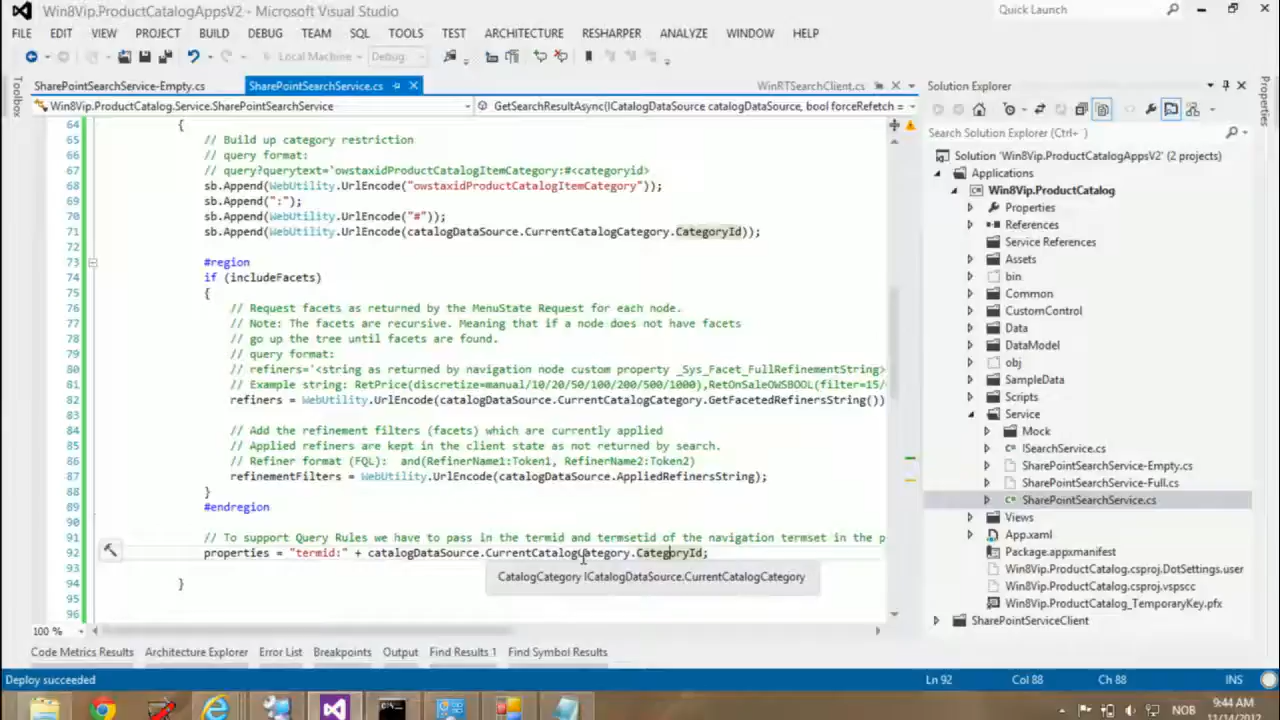 Win8Vip.ProductCatalogAppsV2 - Microsoft Visual Studio
Quick Launch
FILE EDIT VIEW PROJECT BUILD DEBUG TEAM SQL TOOLS TEST ARCHITECTURE RESHARPER ANALYZE WINDOW HELP
Local Machine Debug
Toolbox
SharePointSearchService-Empty.cs SharePointSearchService.cs WinRTSearchClient.cs
Win8Vip.ProductCatalog.Service.SharePointSearchService GetSearchResultAsync(ICatalogDataSource catalogDataSource, bool forceRefetch =
64 {
65 // Build up category restriction
66 // query format:
67 // query?querytext='owstaxidProductCatalogItemCategory:#<categoryid>
68 sb.Append(WebUtility.UrlEncode("owstaxidProductCatalogItemCategory"));
69 sb.Append(":");
70 sb.Append(WebUtility.UrlEncode("#"));
71 sb.Append(WebUtility.UrlEncode(catalogDataSource.CurrentCatalogCategory.CategoryId));
72
73 #region
74 if (includeFacets)
75 {
76 // Request facets as returned by the MenuState Request for each node.
77 // Note: The facets are recursive. Meaning that if a node does not have facets
78 // go up the tree until facets are found.
79 // query format:
80 // refiners='<string as returned by navigation node custom property _Sys_Facet_FullRefinementString>
81 // Example string: RetPrice(discretize=manual/10/20/50/100/200/500/1000),RetOnSaleOWSBOOL(filter=15/
82 refiners = WebUtility.UrlEncode(catalogDataSource.CurrentCatalogCategory.GetFacetedRefinersString())
83
84 // Add the refinement filters (facets) which are currently applied
85 // Applied refiners are kept in the client state as not returned by search.
86 // Refiner format (FQL): and(RefinerName1:Token1, RefinerName2:Token2)
87 refinementFilters = WebUtility.UrlEncode(catalogDataSource.AppliedRefinersString);
88 }
89 #endregion
90
91 // To support Query Rules we have to pass in the termid and termsetid of the navigation termset in the p
92 properties = "termid:" + catalogDataSource.CurrentCatalogCategory.CategoryId;
93
CatalogCategory ICatalogDataSource.CurrentCatalogCategory
94 }
95
96
100 %
Code Metrics Results Architecture Explorer Error List Breakpoints Output Find Results 1 Find Symbol Results
Solution Explorer
Properties
Search Solution Explorer (Ctrl+ )
Solution 'Win8Vip.ProductCatalogAppsV2' (2 projects)
Applications
Win8Vip.ProductCatalog
Properties
References
Service References
Assets
bin
Common
CustomControl
Data
DataModel
obj
SampleData
Scripts
Service
Mock
ISearchService.cs
SharePointSearchService-Empty.cs
SharePointSearchService-Full.cs
SharePointSearchService.cs
Views
App.xaml
Package.appxmanifest
Win8Vip.ProductCatalog.csproj.DotSettings.user
Win8Vip.ProductCatalog.csproj.vspscc
Win8Vip.ProductCatalog_TemporaryKey.pfx
SharePointServiceClient
Deploy succeeded Ln 92 Col 88 Ch 88 INS
NOB
9:44 AM